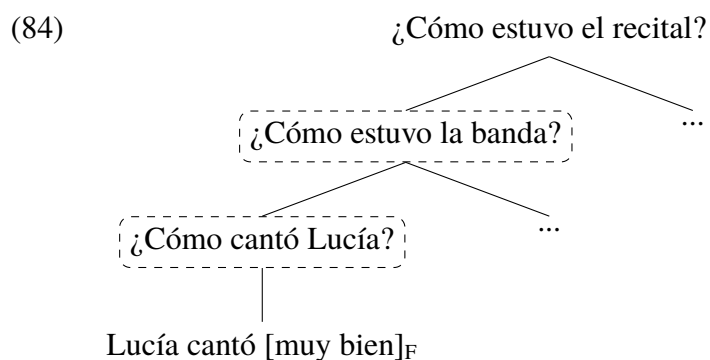 (84) ¿Cómo estuvo el recital?
¿Cómo estuvo la banda? ...
¿Cómo cantó Lucía? ...
Lucía cantó [muy bien]F